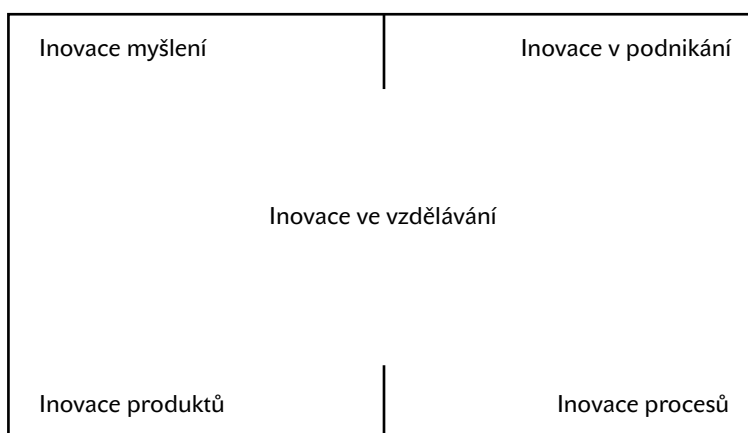 Inovace myšlení
Inovace v podnikání
Inovace ve vzdělávání
Inovace produktů
Inovace procesů